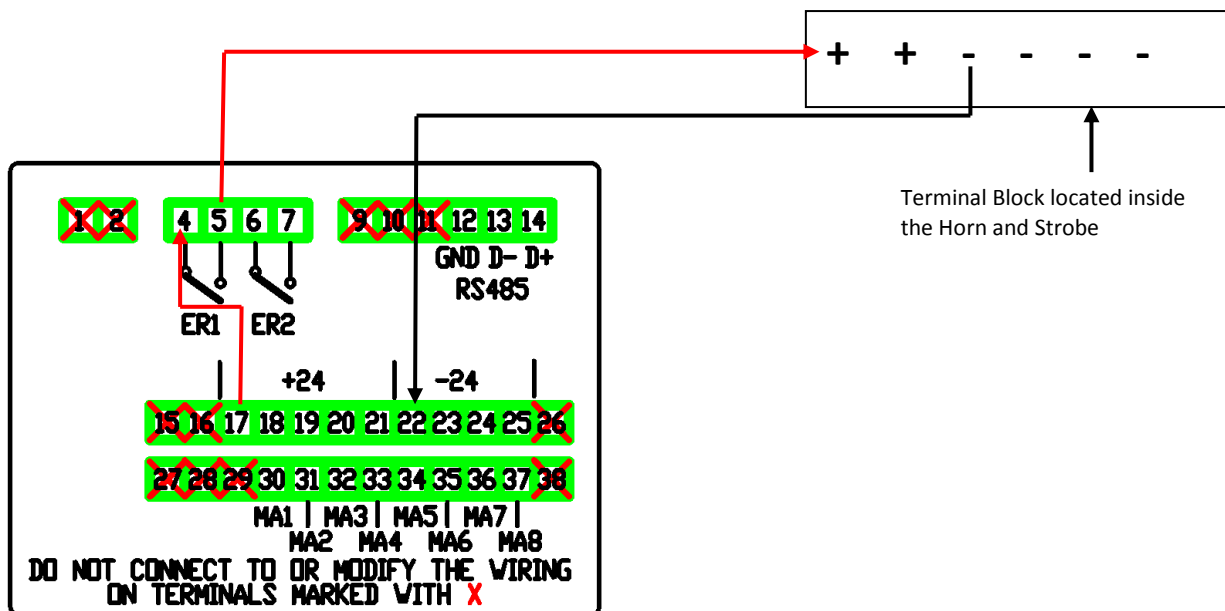 + + - - - -
Terminal Block located inside
the Horn and Strobe
1 2 4 5 6 7 9 10 11 12 13 14
GND D- D+
RS485
ER1 ER2
+24 -24
15 16 17 18 19 20 21 22 23 24 25 26
27 28 29 30 31 32 33 34 35 36 37 38
MA1 | MA3 | MA5 | MA7 |
MA2 MA4 MA6 MA8
DO NOT CONNECT TO OR MODIFY THE WIRING
ON TERMINALS MARKED WITH X